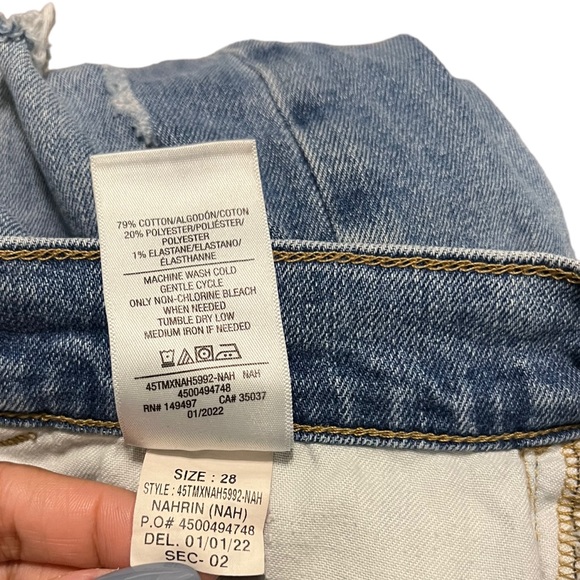 79% COTTON/ALGODÓN/COTON
20% POLYESTER/POLIÉSTER/
POLYESTER
1% ELASTANE/ELASTANO/
ÉLASTHANNE
MACHINE WASH COLD
GENTLE CYCLE
ONLY NON-CHLORINE BLEACH
WHEN NEEDED
TUMBLE DRY LOW
MEDIUM IRON IF NEEDED
45TMXNAH5992-NAH NAH
4500494748
RN# 149497 CA# 35037
01/2022
SIZE : 28
STYLE : 45TMXNAH5992-NAH
NAHRIN (NAH)
P.O# 4500494748
DEL. 01/01/22
SEC- 02